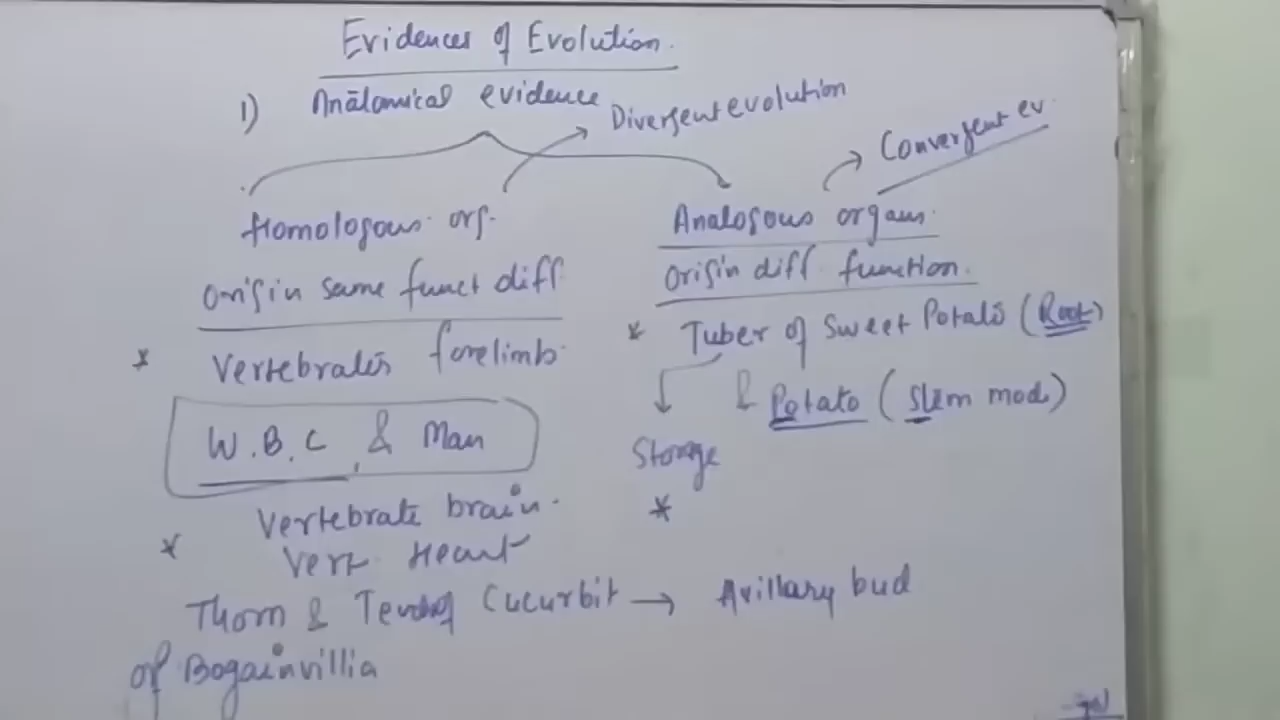 Evidences of Evolution.
1) Anatomical evidence
Divergent evolution
Convergent ev.
Homologous org.
origin same funct diff
* Vertebrates forelimb
W.B.C, & Man
* Vertebrate brain.
Vert. Heart
Thorn & Tendril of Cucurbit → Axillary bud
of Bogainvillia
Analogous organs.
origin diff. function.
* Tuber of Sweet Potato (Root)
& Potato (Stem mod.)
Storage
*